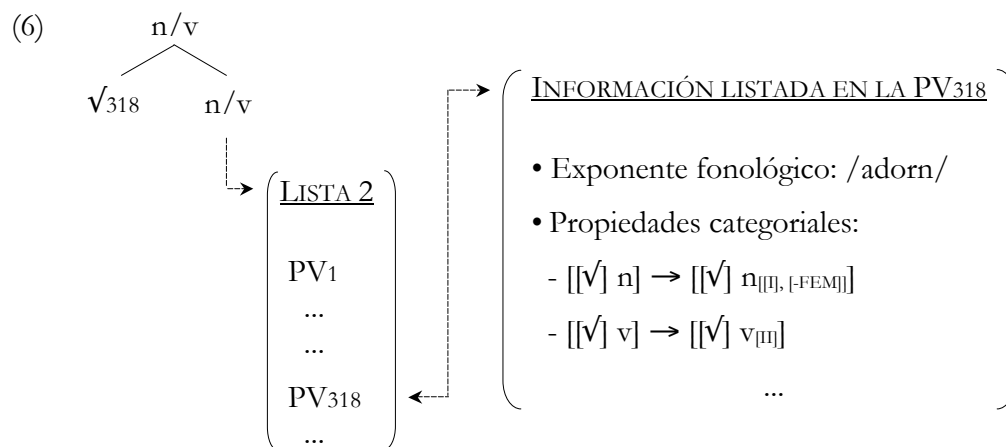 (6)
n/v
√318 n/v
LISTA 2
PV1
...
...
PV318
...
INFORMACIÓN LISTADA EN LA PV318
• Exponente fonológico: /adorn/
• Propiedades categoriales:
- [[√] n] → [[√] n[[I], [-FEM]]]
- [[√] v] → [[√] v[II]]
...